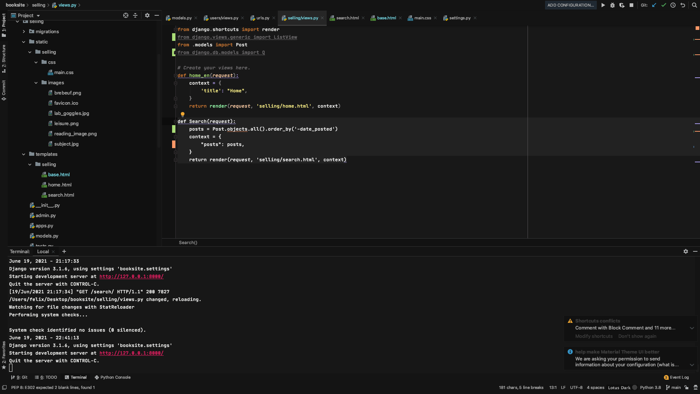 booksite
selling
views.py
ADD CONFIGURATION...
Git:
Project
models.py
users/views.py
urls.py
selling/views.py
search.html
base.html
main.css
settings.py
selling
migrations
static
selling
css
main.css
images
brebeuf.png
favicon.ico
lab_goggles.jpg
leisure.png
reading_image.png
subject.jpg
templates
selling
base.html
home.html
search.html
__init__.py
admin.py
apps.py
models.py
tests.py
from django.shortcuts import render
from django.views.generic import ListView
from .models import Post
from django.db.models import Q
# Create your views here.
def home_en(request):
context = {
'title': "Home",
}
return render(request, 'selling/home.html', context)
def Search(request):
posts = Post.objects.all().order_by('-date_posted')
context = {
"posts": posts,
}
return render(request, 'selling/search.html', context)
Search()
1: Project
Structure
Commit
Favorites
Terminal:
Local
June 19, 2021 - 21:17:33
Django version 3.1.6, using settings 'booksite.settings'
Starting development server at http://127.0.0.1:8000/
Quit the server with CONTROL-C.
[19/Jun/2021 21:17:34] "GET /search/ HTTP/1.1" 200 7827
/Users/felix/Desktop/booksite/selling/views.py changed, reloading.
Watching for file changes with StatReloader
Performing system checks...
System check identified no issues (0 silenced).
June 19, 2021 - 22:41:13
Django version 3.1.6, using settings 'booksite.settings'
Starting development server at http://127.0.0.1:8000/
Quit the server with CONTROL-C.
Shortcuts conflicts
Comment with Block Comment and 11 more...
Modify shortcuts
Don't show again
Help make Material Theme UI better
We are asking your permission to send
information about your configuration (what is...
Git
TODO
Terminal
Python Console
Event Log
PEP 8: E302 expected 2 blank lines, found 1
191 chars, 5 line breaks
13:1
LF
UTF-8
4 spaces
Lotus Dark
Python 3.8
main